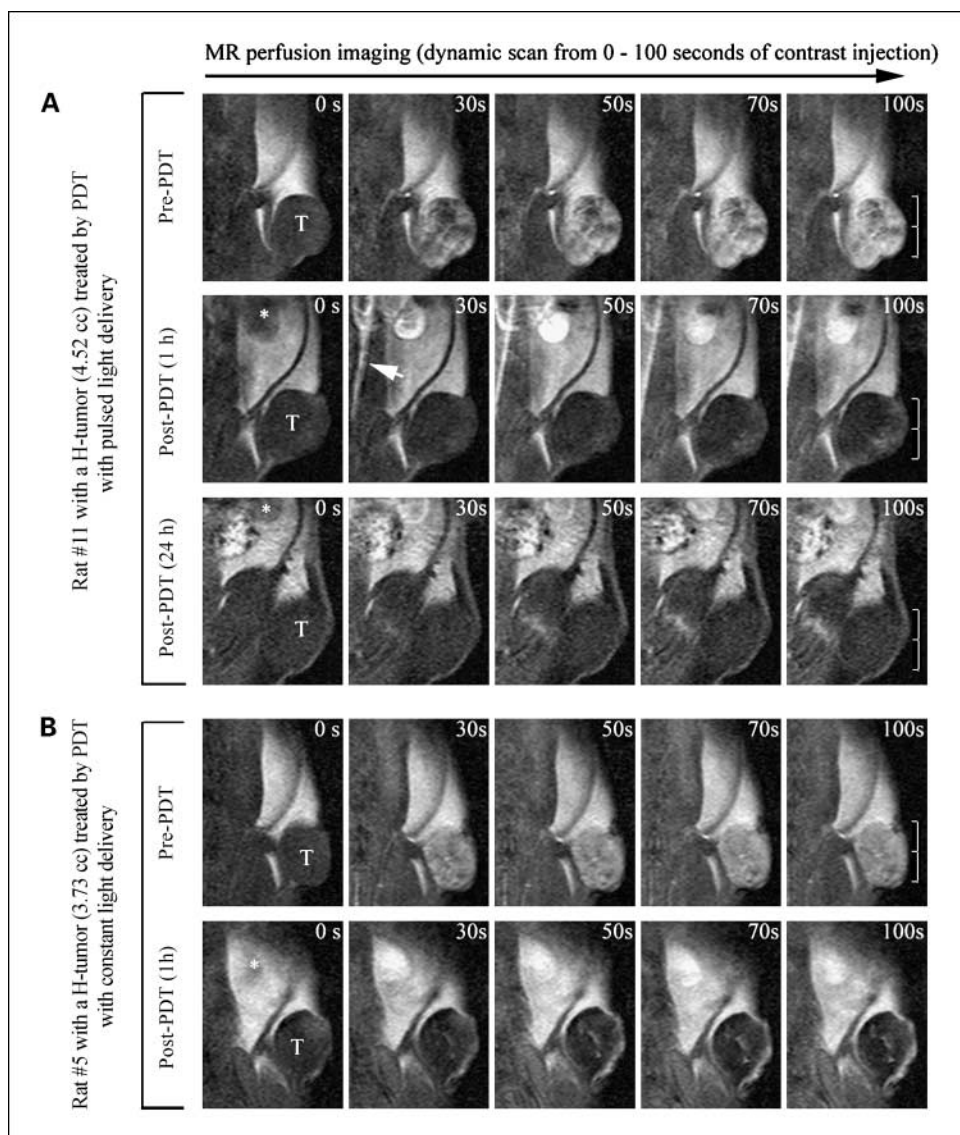 MR perfusion imaging (dynamic scan from 0 - 100 seconds of contrast injection)
A
Rat #11 with a H-tumor (4.52 cc) treated by PDT
with pulsed light delivery
Pre-PDT
0 s
30s
50s
70s
100s
T
Post-PDT (1 h)
0 s
30s
50s
70s
100s
*
T
Post-PDT (24 h)
0 s
30s
50s
70s
100s
*
T
B
Rat #5 with a H-tumor (3.73 cc) treated by PDT
with constant light delivery
Pre-PDT
0 s
30s
50s
70s
100s
T
Post-PDT (1h)
0 s
30s
50s
70s
100s
*
T